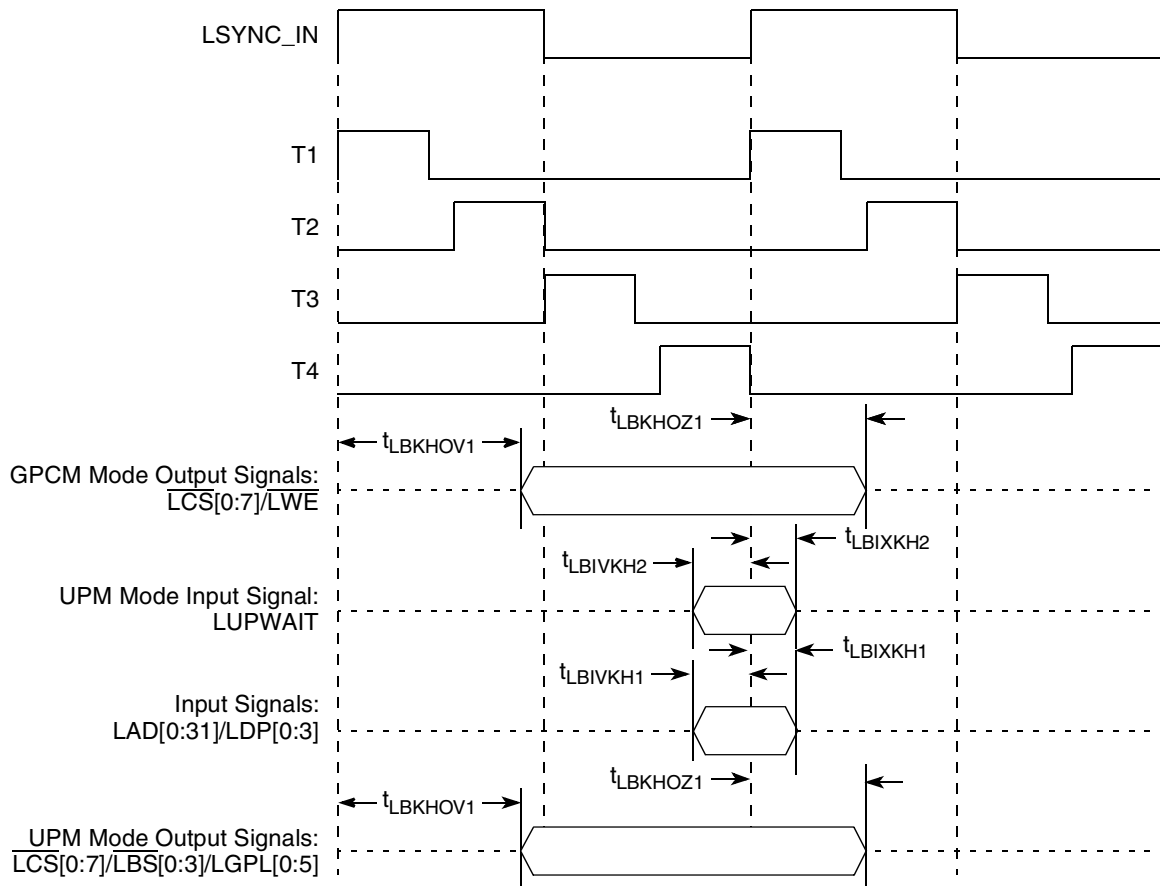 LSYNC_IN
T1
T2
T3
T4
tLBKHOZ1
tLBKHOV1
GPCM Mode Output Signals:
LCS[0:7]/LWE
tLBIXKH2
tLBIVKH2
UPM Mode Input Signal:
LUPWAIT
tLBIXKH1
tLBIVKH1
Input Signals:
LAD[0:31]/LDP[0:3]
tLBKHOZ1
tLBKHOV1
UPM Mode Output Signals:
LCS[0:7]/LBS[0:3]/LGPL[0:5]